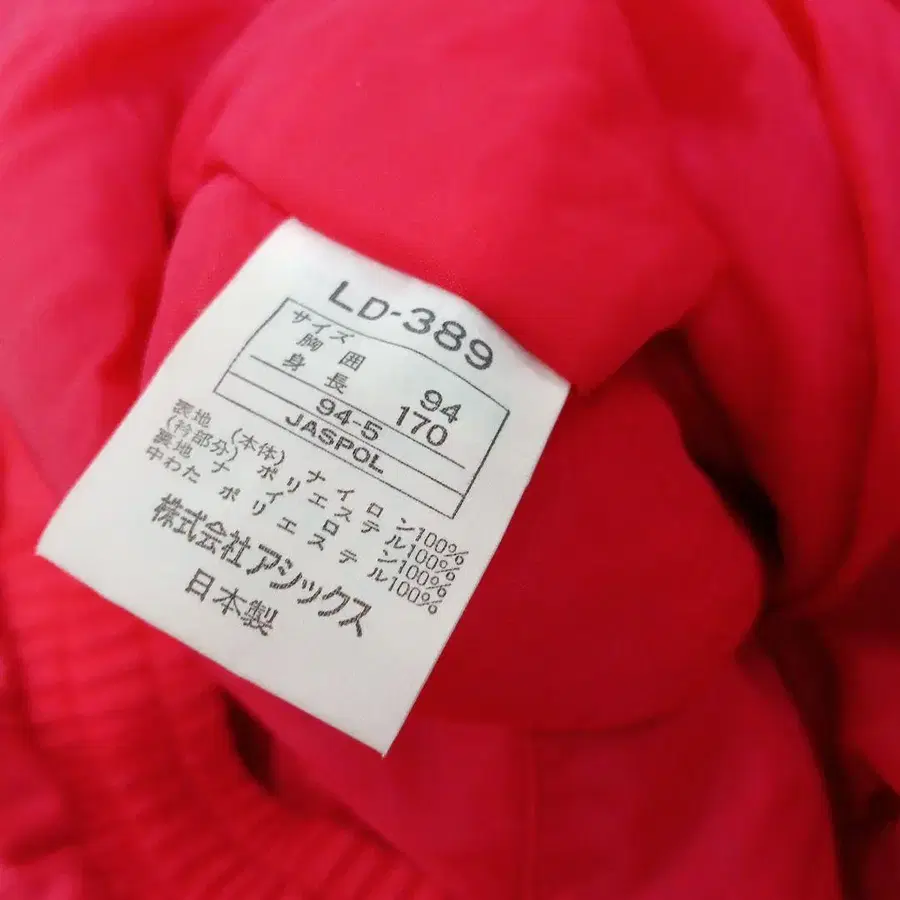 LD-389
サイズ
胸囲 94
身長 170
94-5
JASPOL
表地 (本体) ナイロン100%
(衿部分) ポリエステル100%
裏地 ナイロン100%
中わた ポリエステル100%
株式会社アシックス
日本製